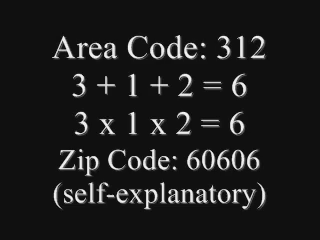 Area Code: 312
3 + 1 + 2 = 6
3 x 1 x 2 = 6
Zip Code: 60606
(self-explanatory)